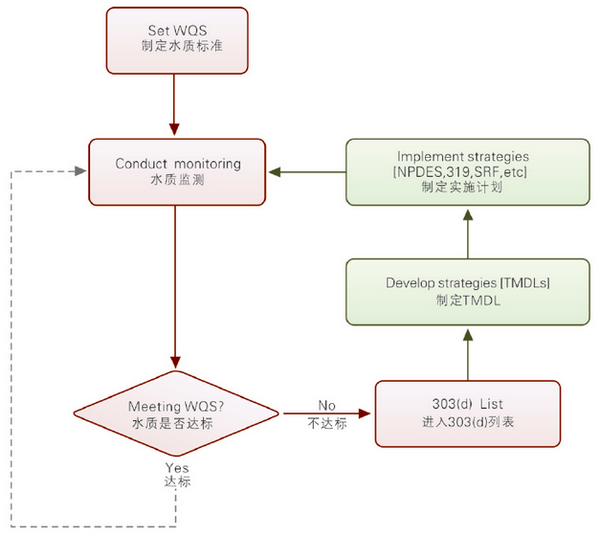 Set WQS
制定水质标准
Conduct monitoring
水质监测
Implement strategies
[NPDES,319,SRF,etc]
制定实施计划
Develop strategies [TMDLs]
制定TMDL
Meeting WQS?
水质是否达标
No
不达标
303(d) List
进入303(d)列表
Yes
达标